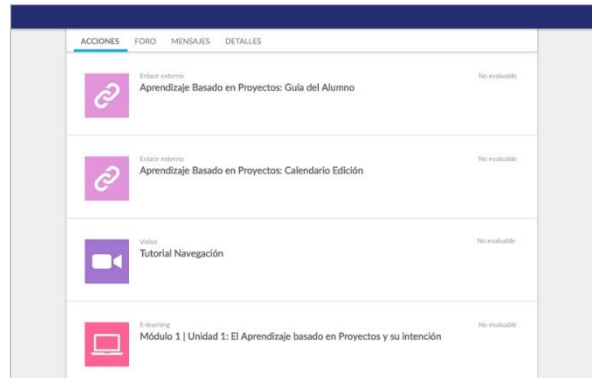 ACCIONES FORO MENSAJES DETALLES
Enlace externo No evaluable
Aprendizaje Basado en Proyectos: Guía del Alumno
Enlace externo No evaluable
Aprendizaje Basado en Proyectos: Calendario Edición
Video No evaluable
Tutorial Navegación
E-learning No evaluable
Módulo 1 | Unidad 1: El Aprendizaje basado en Proyectos y su intención